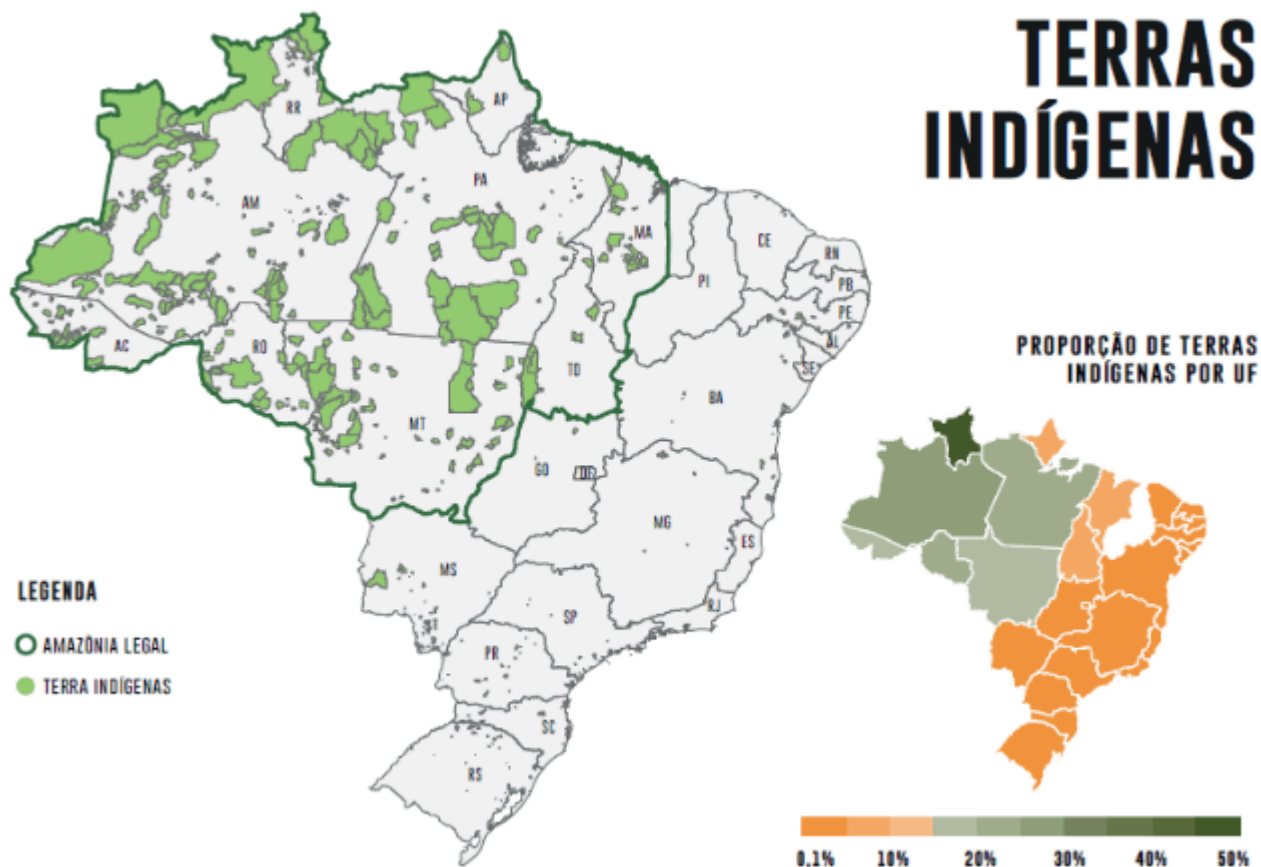 TERRAS
INDÍGENAS
RR
AP
AM
PA
MA
CE
RN
PB
PE
AL
SE
PI
AC
RO
TO
BA
MT
GO
DF
MG
ES
MS
SP
RJ
PR
SC
RS
LEGENDA
AMAZÔNIA LEGAL
TERRA INDÍGENAS
PROPORÇÃO DE TERRAS
INDÍGENAS POR UF
0,1% 10% 20% 30% 40% 50%